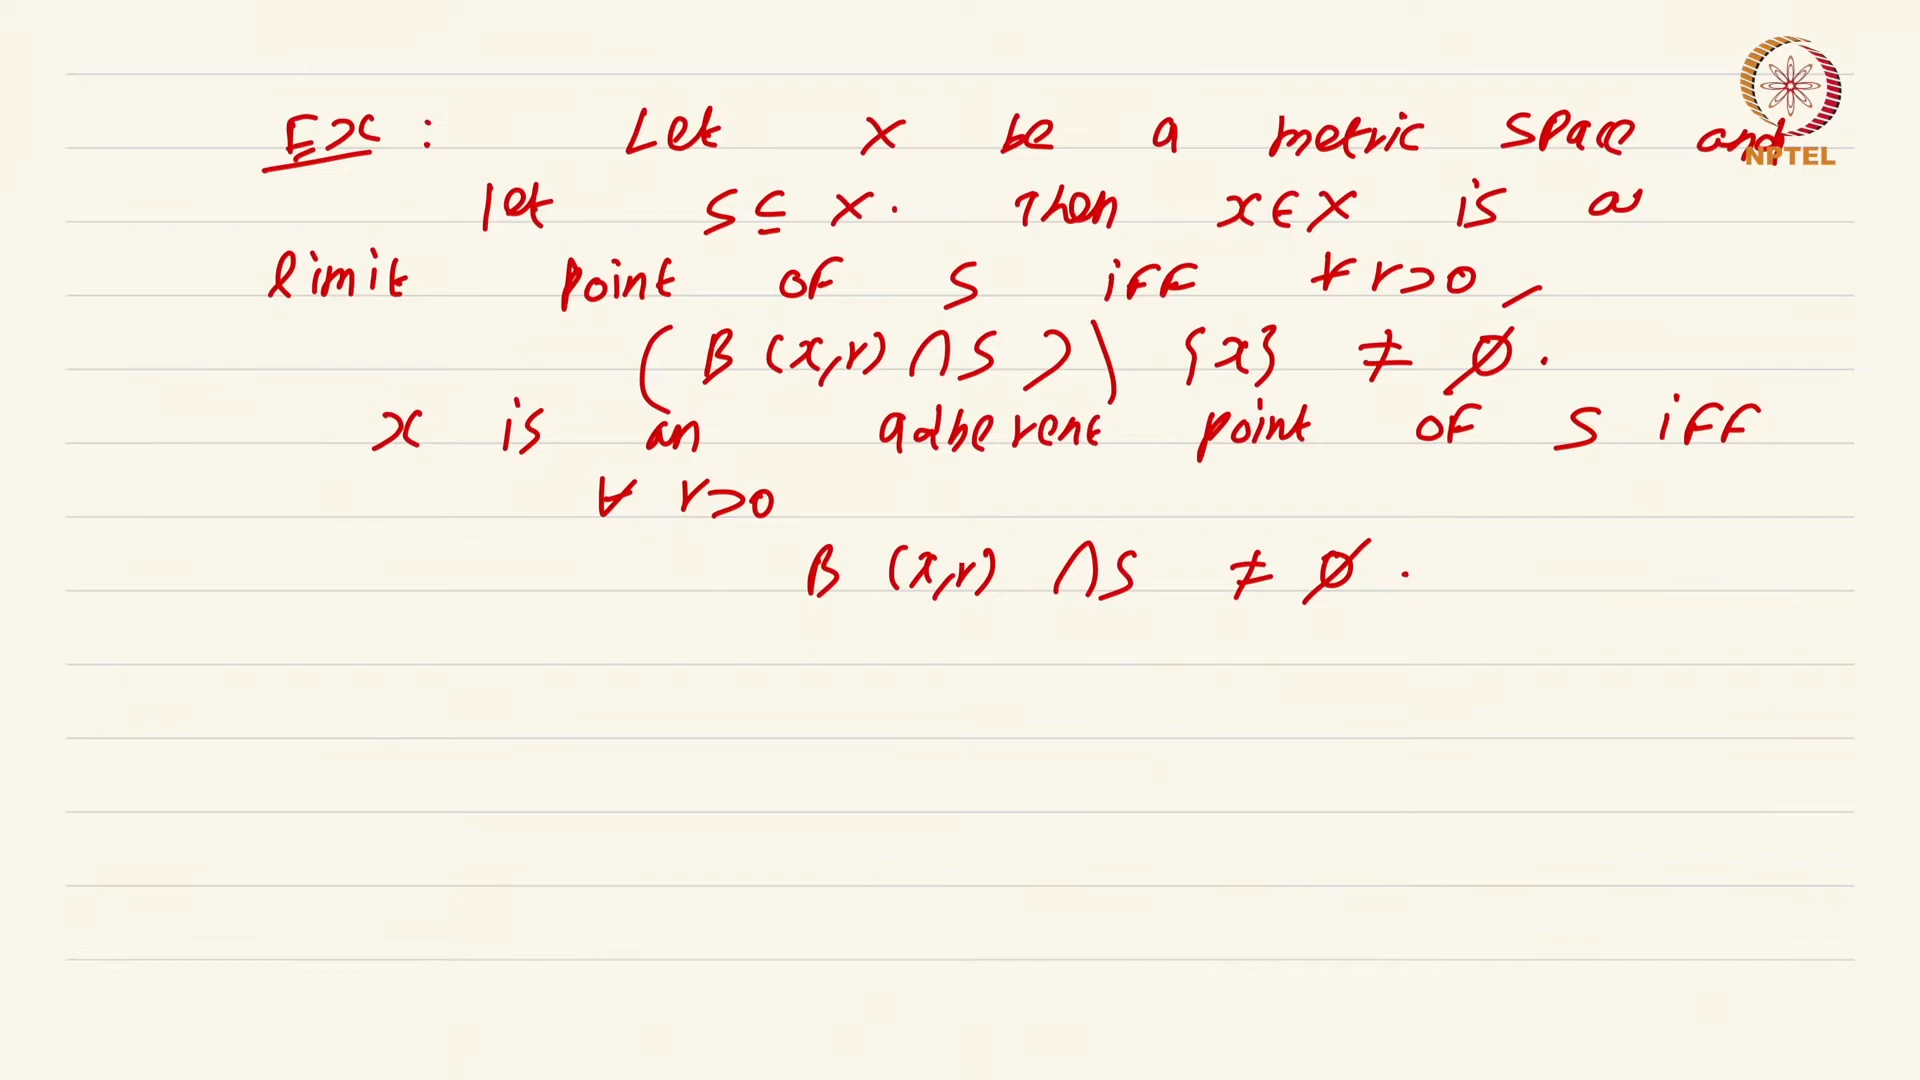 Ex: Let X be a metric space and
NPTEL
let S ⊆ X. Then x ∈ X is a
limit point of S iff ∀ r>0,
(B(x,r) ∩ S) \ {x} ≠ ∅.
x is an adherent point of S iff
∀ r>0
B(x,r) ∩ S ≠ ∅.